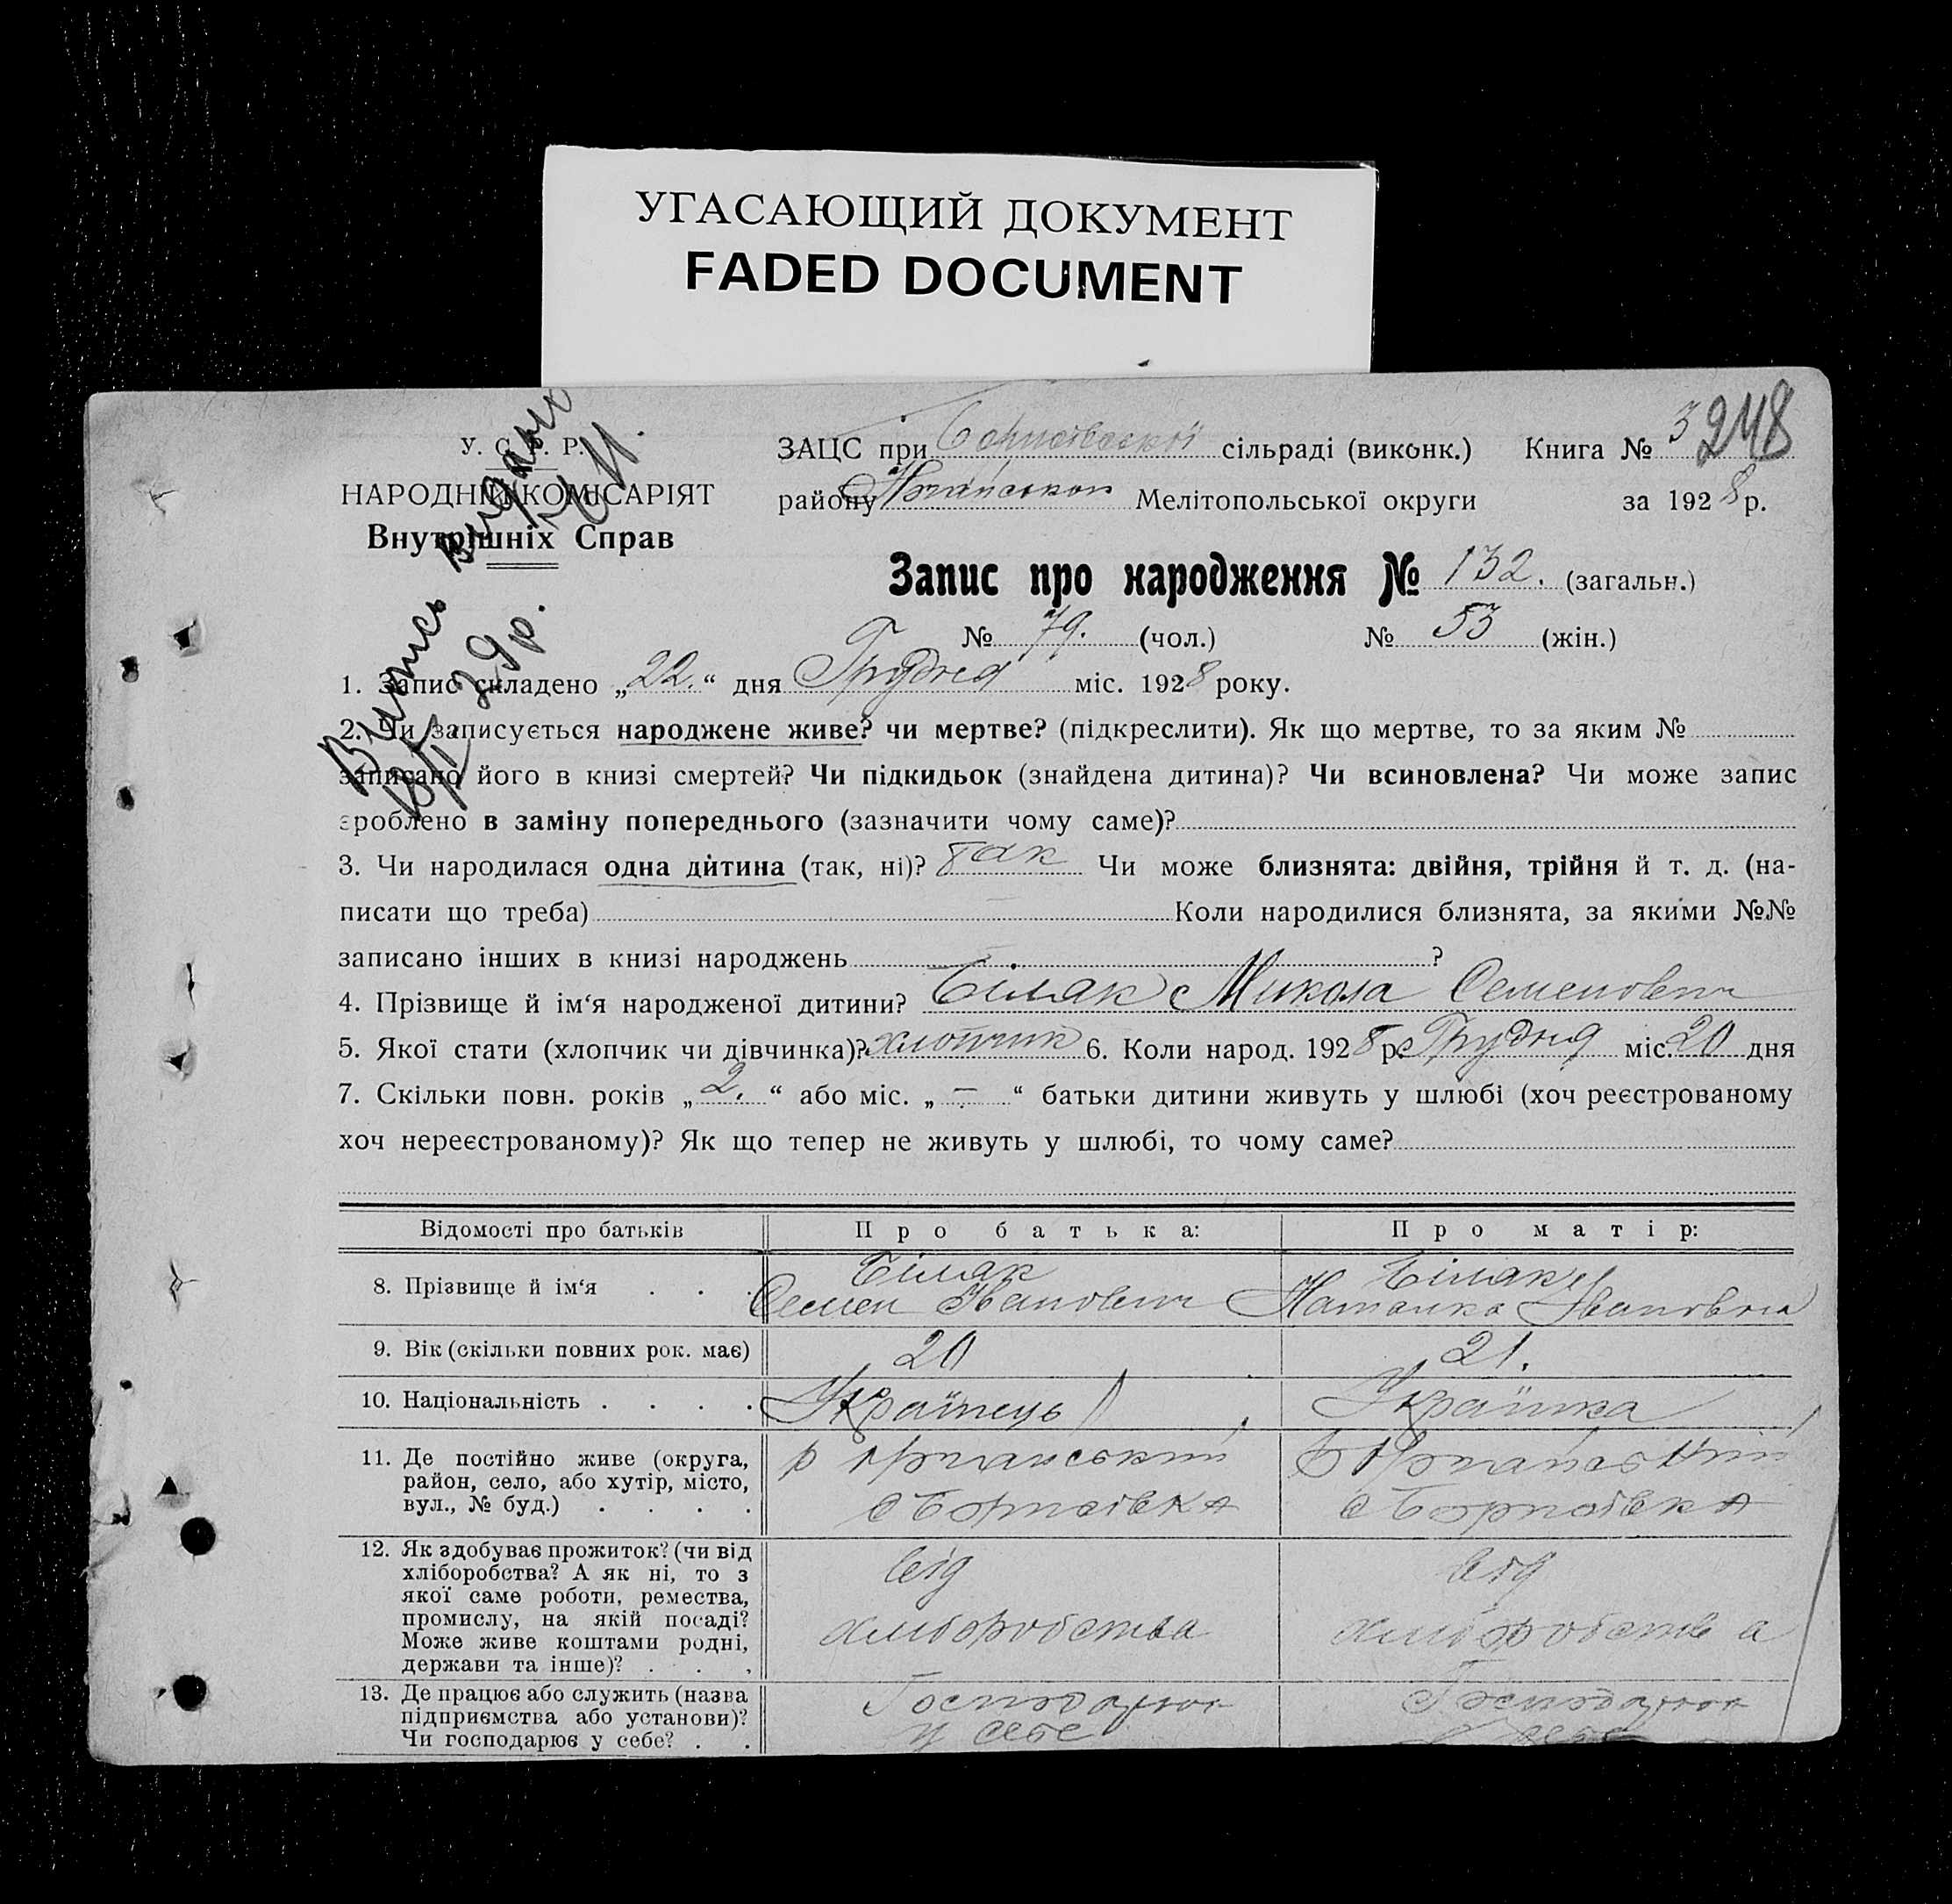 УГАСАЮЩИЙ ДОКУМЕНТ
FADED DOCUMENT
У. С. Р. Р.
НАРОДНІЙ КОМІСАРІЯТ
Внутрішніх Справ
Випись видана
29 р.
ЗАЦС при сільраді (виконк.) Книга № 3 248
району Мелітопольської округи за 1928 р.
Запис про народження № 132. (загальн.)
№ 79. (чол.) № 53 (жін.)
1. Запис складено „22.“ дня Грудня міс. 1928 року.
2. Чи записується народжене живе? чи мертве? (підкреслити). Як що мертве, то за яким №
записано його в книзі смертей? Чи підкидьок (знайдена дитина)? Чи всиновлена? Чи може запис
зроблено в заміну попереднього (зазначити чому саме)?
3. Чи народилася одна дитина (так, ні)? так Чи може близнята: двійня, трійня й т. д. (на-
писати що треба) Коли народилися близнята, за якими №№
записано інших в книзі народжень ?
4. Прізвище й ім‘я народженої дитини? Біляк Микола Семенович
5. Якої стати (хлопчик чи дівчинка)? хлопчик 6. Коли народ. 1928 р. Грудня міс. 20 дня
7. Скільки повн. років „2.“ або міс. „—“ батьки дитини живуть у шлюбі (хоч реєстрованому
хоч нереєстрованому)? Як що тепер не живуть у шлюбі, то чому саме?
Відомості про батьків Про батька: Про матір:
8. Прізвище й ім‘я . . . Біляк Семен Іванович Біляк Наталка Івановна
9. Вік (скільки повних рок. має) 20 21.
10. Національність . . . . Українець Українка
11. Де постійно живе (округа,
район, село, або хутір, місто,
вул., № буд.) . . . .
12. Як здобуває прожиток? (чи від
хліборобства? А як ні, то з
якої саме роботи, ремества,
промислу, на якій посаді?
Може живе коштами родні,
держави та інше)? . . .
від хліборобства від хліборобства
13. Де працює або служить (назва
підприємства або установи)?
Чи господарює у себе? . .
у себе